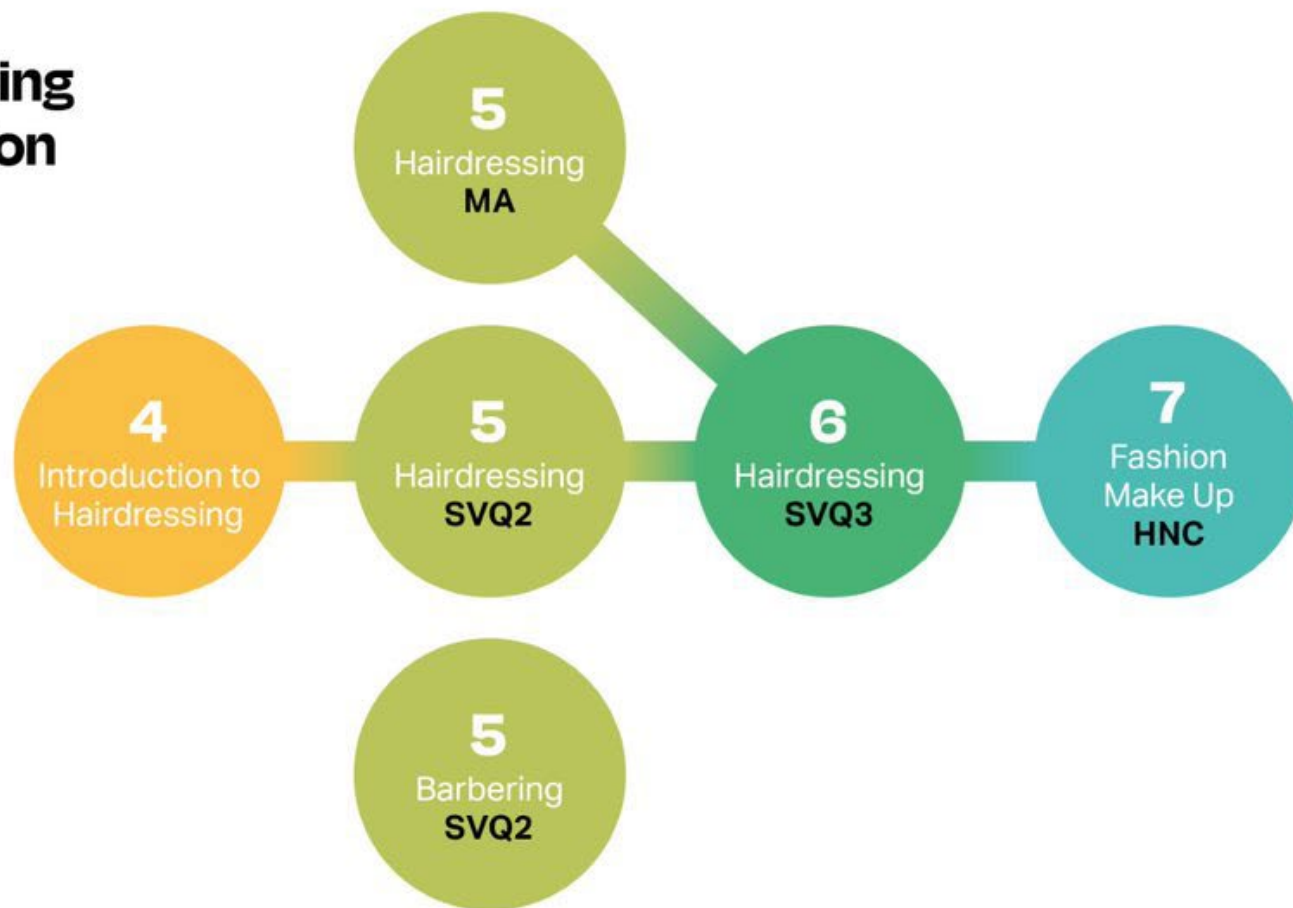 ing
on
5
Hairdressing
MA
4
Introduction to
Hairdressing
5
Hairdressing
SVQ2
6
Hairdressing
SVQ3
7
Fashion
Make Up
HNC
5
Barbering
SVQ2